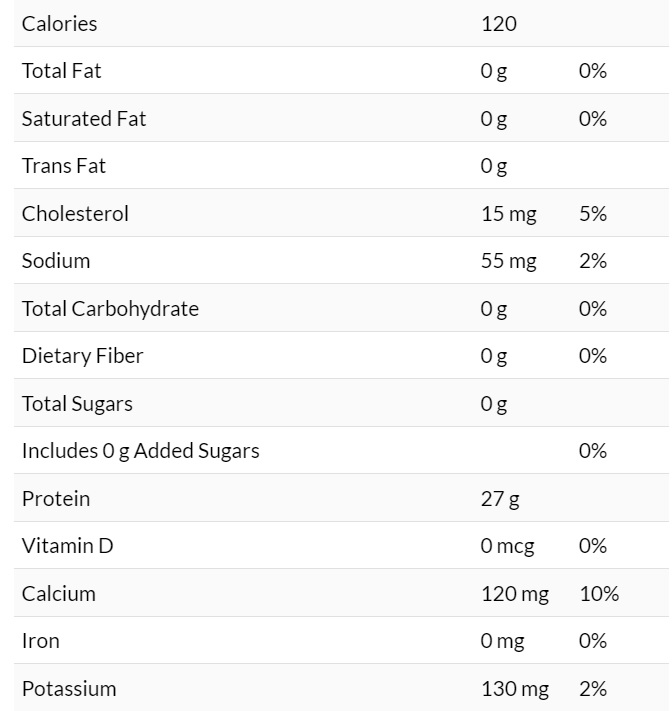 Calories 120
Total Fat 0 g 0%
Saturated Fat 0 g 0%
Trans Fat 0 g
Cholesterol 15 mg 5%
Sodium 55 mg 2%
Total Carbohydrate 0 g 0%
Dietary Fiber 0 g 0%
Total Sugars 0 g
Includes 0 g Added Sugars 0%
Protein 27 g
Vitamin D 0 mcg 0%
Calcium 120 mg 10%
Iron 0 mg 0%
Potassium 130 mg 2%